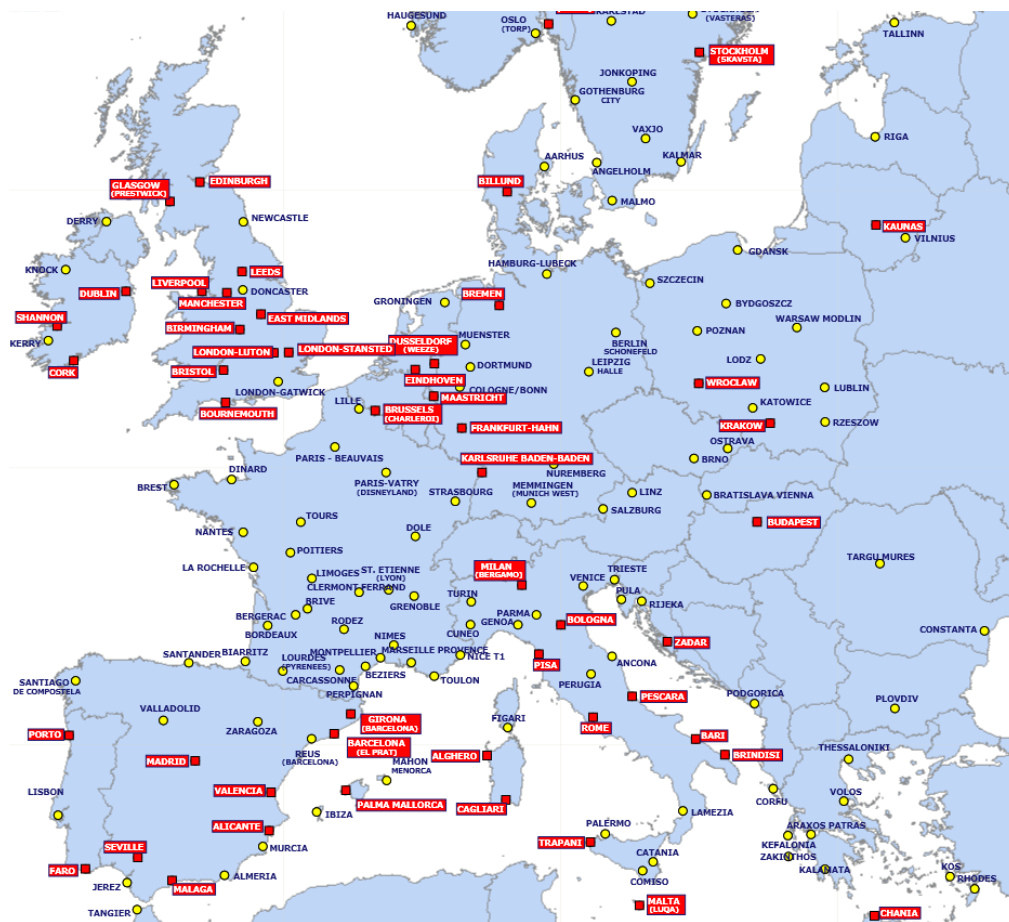 HAUGESUND
OSLO
(TORP)
KARLSTAD
(VASTERAS)
TALLINN
STOCKHOLM
(SKAVSTA)
JONKOPING
GOTHENBURG
CITY
VAXJO
RIGA
AARHUS
KALMAR
ANGELHOLM
EDINBURGH
GLASGOW
(PRESTWICK)
BILLUND
MALMO
DERRY
NEWCASTLE
KAUNAS
VILNIUS
GDANSK
KNOCK
LEEDS
HAMBURG-LUBECK
SZCZECIN
LIVERPOOL
DUBLIN
DONCASTER
MANCHESTER
GRONINGEN
BREMEN
BYDGOSZCZ
SHANNON
EAST MIDLANDS
BIRMINGHAM
POZNAN
WARSAW MODLIN
KERRY
DUSSELDORF
(WEEZE)
MUENSTER
BERLIN
SCHONEFELD
LONDON-LUTON
LONDON-STANSTED
CORK
BRISTOL
DORTMUND
LEIPZIG
HALLE
LODZ
EINDHOVEN
COLOGNE/BONN
WROCLAW
LUBLIN
LONDON-GATWICK
MAASTRICHT
LILLE
BRUSSELS
(CHARLEROI)
BOURNEMOUTH
KATOWICE
FRANKFURT-HAHN
KRAKOW
RZESZOW
OSTRAVA
PARIS - BEAUVAIS
KARLSRUHE BADEN-BADEN
BRNO
DINARD
NUREMBERG
BREST
PARIS-VATRY
(DISNEYLAND)
MEMMINGEN
(MUNICH WEST)
STRASBOURG
LINZ
BRATISLAVA VIENNA
SALZBURG
TOURS
BUDAPEST
NANTES
DOLE
POITIERS
TARGU MURES
LA ROCHELLE
ST. ETIENNE
(LYON)
MILAN
(BERGAMO)
LIMOGES
CLERMONT FERRAND
VENICE
TRIESTE
PULA
RIJEKA
BRIVE
GRENOBLE
TURIN
BERGERAC
PARMA
GENOA
BOLOGNA
BORDEAUX
RODEZ
CUNEO
CONSTANTA
NIMES
ZADAR
SANTANDER
BIARRITZ
LOURDES
(PYRENEES)
MONTPELLIER
MARSEILLE PROVENCE
NICE T1
PISA
ANCONA
SANTIAGO
DE COMPOSTELA
CARCASSONNE
BEZIERS
TOULON
PERUGIA
PERPIGNAN
PESCARA
PODGORICA
PLOVDIV
VALLADOLID
ZARAGOZA
GIRONA
(BARCELONA)
FIGARI
ROME
PORTO
BARCELONA
(EL PRAT)
BARI
REUS
(BARCELONA)
ALGHERO
BRINDISI
THESSALONIKI
MADRID
MAHON
MENORCA
VALENCIA
PALMA MALLORCA
CAGLIARI
CORFU
VOLOS
LISBON
IBIZA
LAMEZIA
ALICANTE
PALERMO
ARAXOS PATRAS
SEVILLE
MURCIA
TRAPANI
KEFALONIA
ZAKINTHOS
CATANIA
FARO
COMISO
KALAMATA
JEREZ
MALAGA
ALMERIA
KOS
RHODES
TANGIER
MALTA
(LUQA)
CHANIA